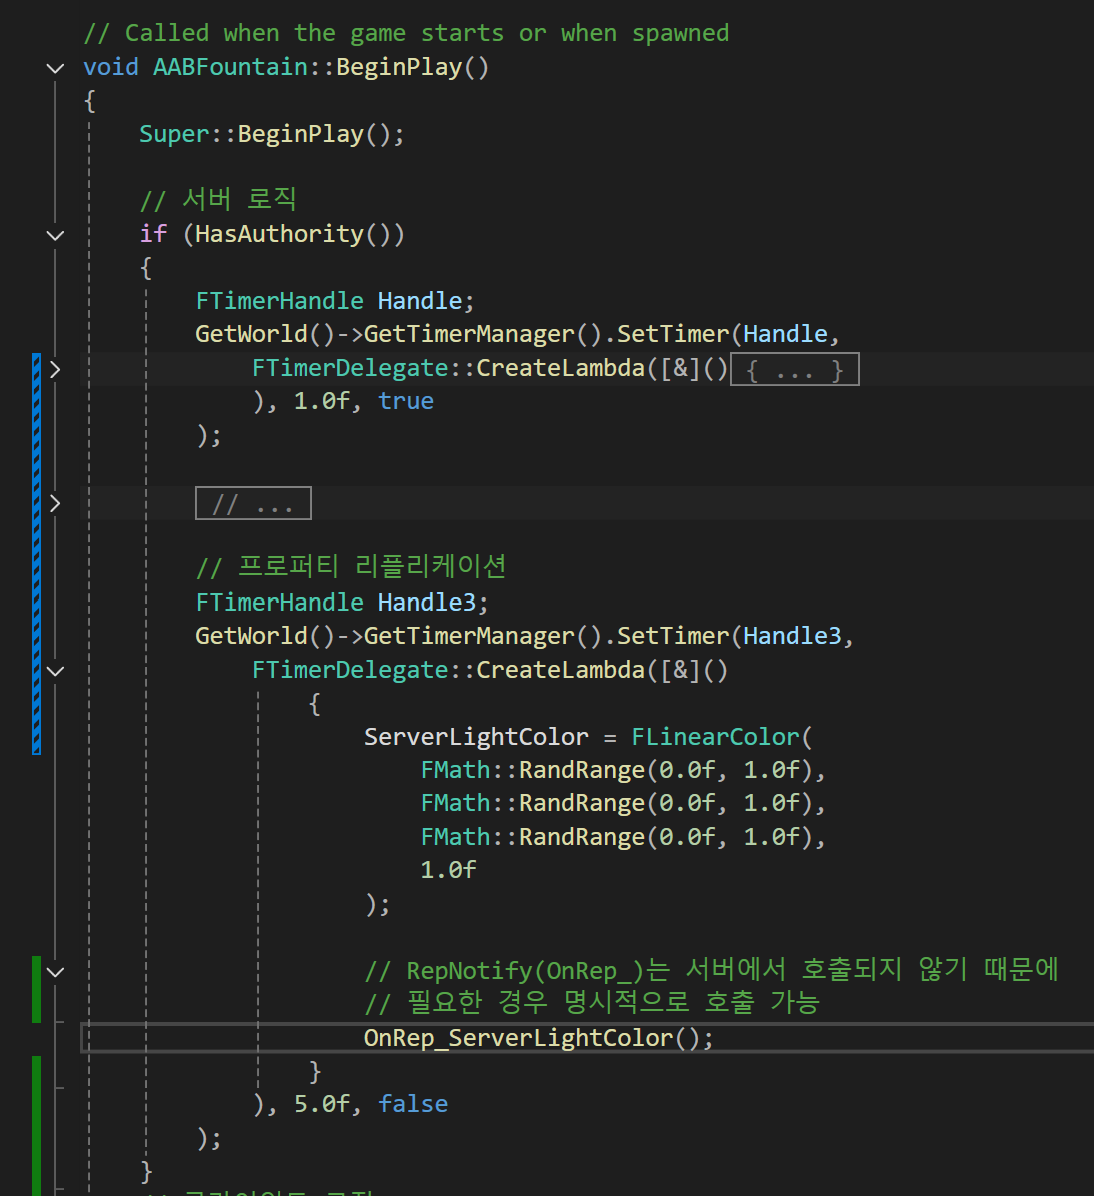 // Called when the game starts or when spawned
void AABFountain::BeginPlay()
{
    Super::BeginPlay();
    // 서버 로직
    if (HasAuthority())
    {
        FTimerHandle Handle;
        GetWorld()->GetTimerManager().SetTimer(Handle,
            FTimerDelegate::CreateLambda([&](){ ... }
            ), 1.0f, true
        );
        // ...
        // 프로퍼티 리플리케이션
        FTimerHandle Handle3;
        GetWorld()->GetTimerManager().SetTimer(Handle3,
            FTimerDelegate::CreateLambda([&]()
                {
                    ServerLightColor = FLinearColor(
                        FMath::RandRange(0.0f, 1.0f),
                        FMath::RandRange(0.0f, 1.0f),
                        FMath::RandRange(0.0f, 1.0f),
                        1.0f
                    );
                    // RepNotify(OnRep_)는 서버에서 호출되지 않기 때문에
                    // 필요한 경우 명시적으로 호출 가능
                    OnRep_ServerLightColor();
                }
            ), 5.0f, false
        );
    }